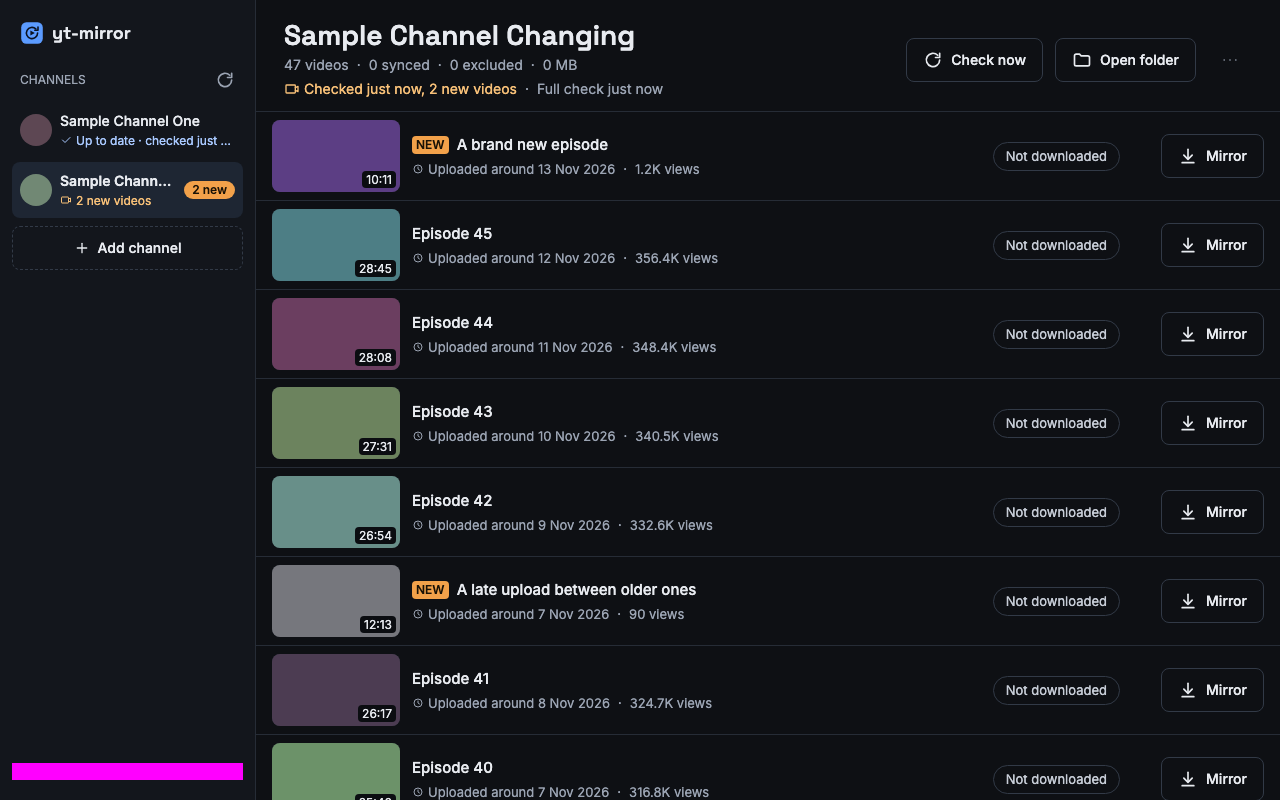 yt-mirror
CHANNELS
Sample Channel One
Up to date · checked just ...
Sample Chann...
2 new
2 new videos
Add channel
Sample Channel Changing
47 videos · 0 synced · 0 excluded · 0 MB
Checked just now, 2 new videos · Full check just now
Check now
Open folder
...
10:11
NEW A brand new episode
Uploaded around 13 Nov 2026 · 1.2K views
Not downloaded
Mirror
28:45
Episode 45
Uploaded around 12 Nov 2026 · 356.4K views
Not downloaded
Mirror
28:08
Episode 44
Uploaded around 11 Nov 2026 · 348.4K views
Not downloaded
Mirror
27:31
Episode 43
Uploaded around 10 Nov 2026 · 340.5K views
Not downloaded
Mirror
26:54
Episode 42
Uploaded around 9 Nov 2026 · 332.6K views
Not downloaded
Mirror
12:13
NEW A late upload between older ones
Uploaded around 7 Nov 2026 · 90 views
Not downloaded
Mirror
26:17
Episode 41
Uploaded around 8 Nov 2026 · 324.7K views
Not downloaded
Mirror
Episode 40
Uploaded around 7 Nov 2026 · 316.8K views
Not downloaded
Mirror